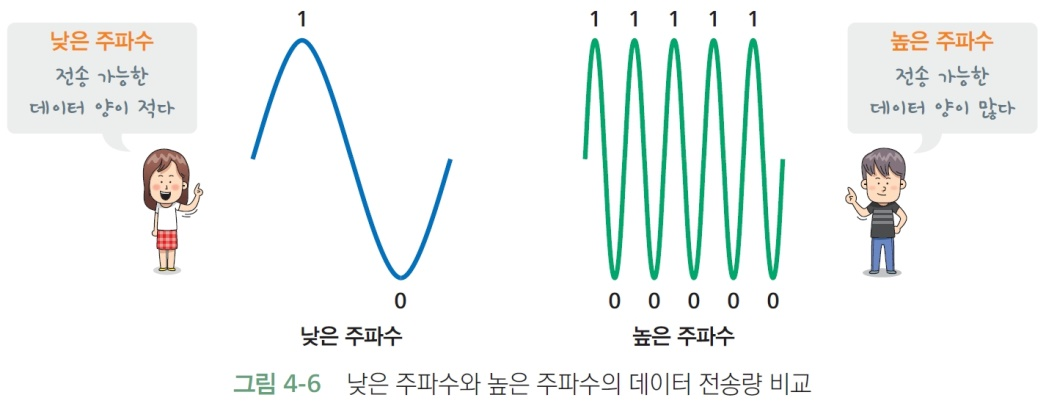 낮은 주파수
전송 가능한
데이터 양이 적다
1
0
낮은 주파수
1 1 1 1 1
0 0 0 0 0
높은 주파수
높은 주파수
전송 가능한
데이터 양이 많다
그림 4-6 낮은 주파수와 높은 주파수의 데이터 전송량 비교